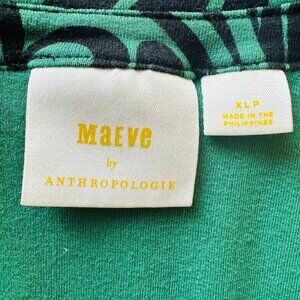 MAEVE
by
ANTHROPOLOGIE
XLP
MADE IN THE
PHILIPPINES